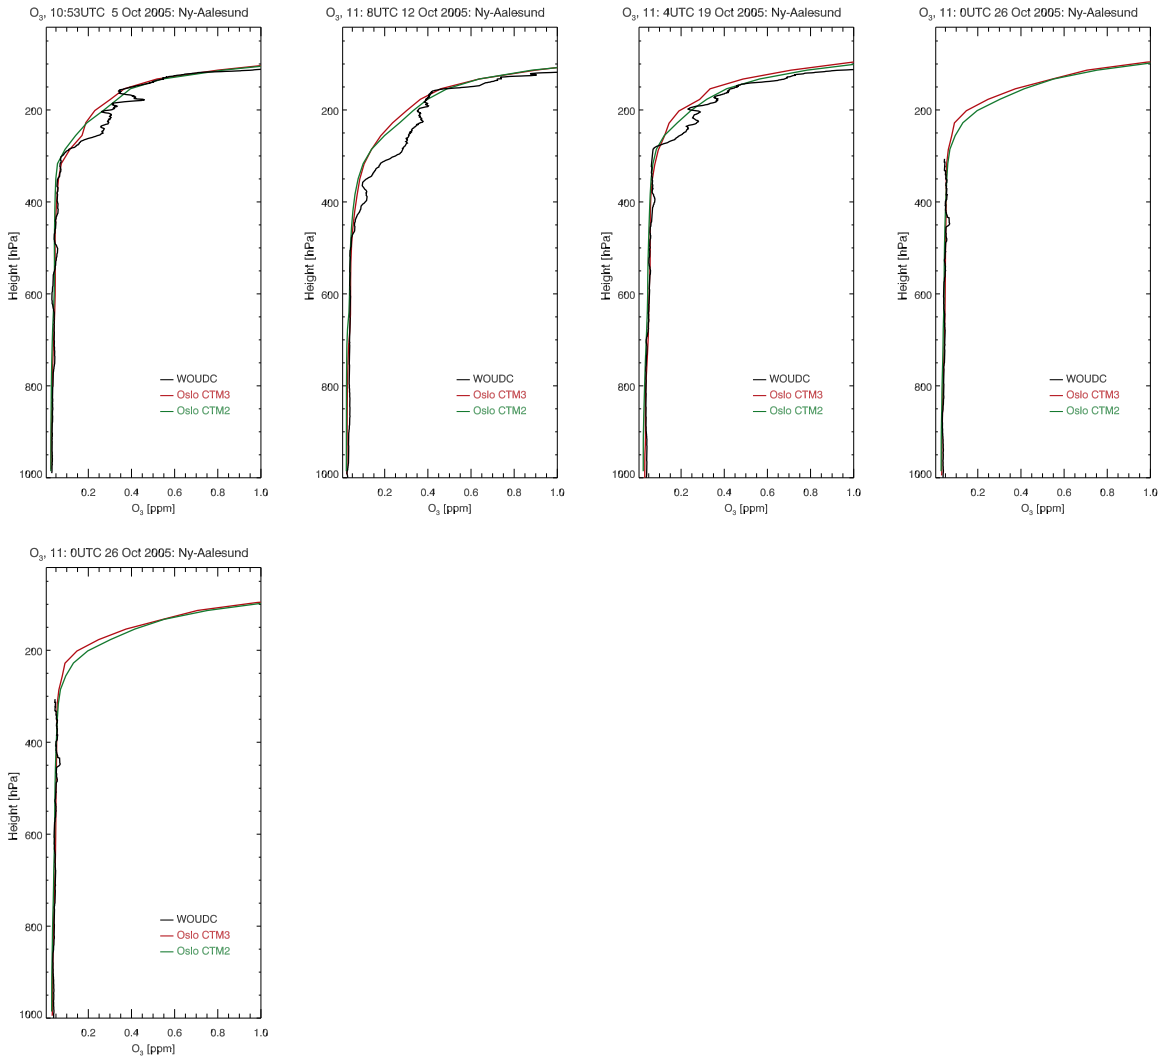 O3, 10:53UTC 5 Oct 2005: Ny-Aalesund
200
400
600
800
1000
Height [hPa]
WOUDC
Oslo CTM3
Oslo CTM2
0.2 0.4 0.6 0.8 1.0
O3 [ppm]
O3, 11: 8UTC 12 Oct 2005: Ny-Aalesund
200
400
600
800
1000
Height [hPa]
WOUDC
Oslo CTM3
Oslo CTM2
0.2 0.4 0.6 0.8 1.0
O3 [ppm]
O3, 11: 4UTC 19 Oct 2005: Ny-Aalesund
200
400
600
800
1000
Height [hPa]
WOUDC
Oslo CTM3
Oslo CTM2
0.2 0.4 0.6 0.8 1.0
O3 [ppm]
O3, 11: 0UTC 26 Oct 2005: Ny-Aalesund
200
400
600
800
1000
Height [hPa]
WOUDC
Oslo CTM3
Oslo CTM2
0.2 0.4 0.6 0.8 1.0
O3 [ppm]
O3, 11: 0UTC 26 Oct 2005: Ny-Aalesund
200
400
600
800
1000
Height [hPa]
WOUDC
Oslo CTM3
Oslo CTM2
0.2 0.4 0.6 0.8 1.0
O3 [ppm]